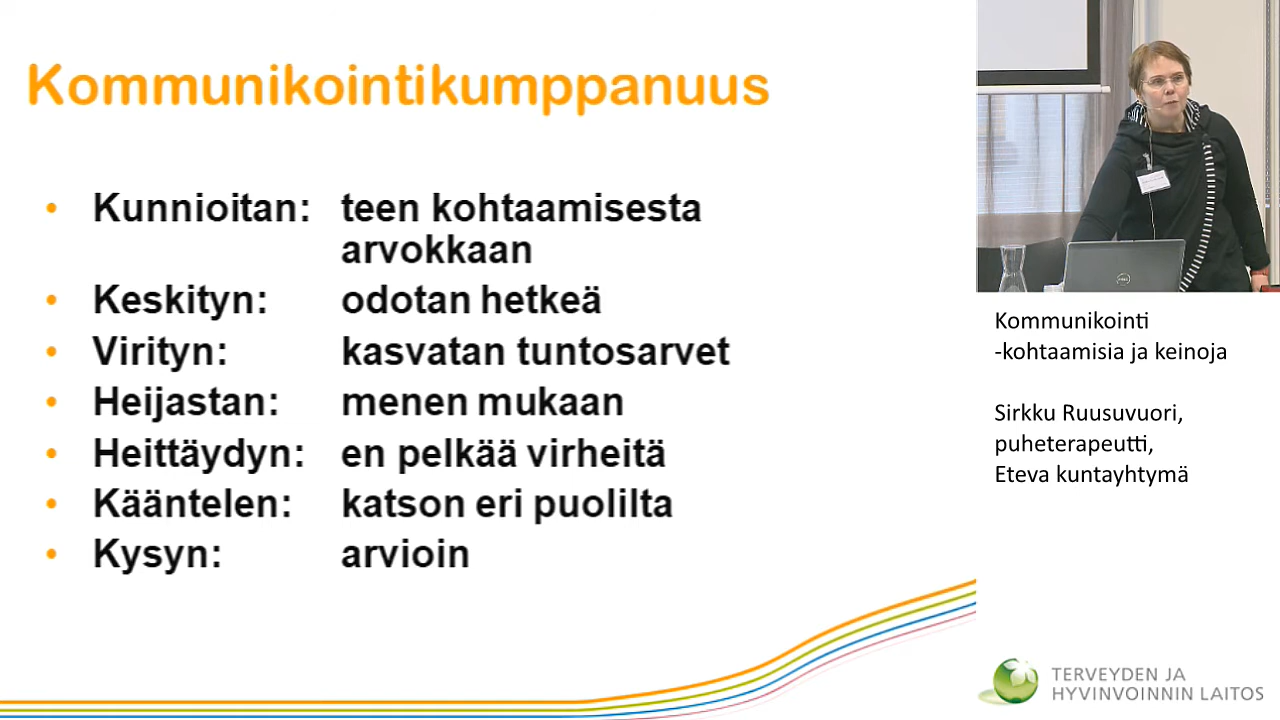 Kommunikointikumppanuus
• Kunnioitan: teen kohtaamisesta
arvokkaan
• Keskityn: odotan hetkeä
• Virityn: kasvatan tuntosarvet
• Heijastan: menen mukaan
• Heittäydyn: en pelkää virheitä
• Kääntelen: katson eri puolilta
• Kysyn: arvioin
Kommunikointi
-kohtaamisia ja keinoja
Sirkku Ruusuvuori,
puheterapeutti,
Eteva kuntayhtymä
TERVEYDEN JA
HYVINVOINNIN LAITOS